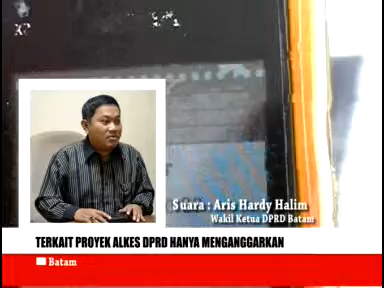 Suara : Aris Hardy Halim
Wakil Ketua DPRD Batam
TERKAIT PROYEK ALKES DPRD HANYA MENGANGGARKAN
Batam